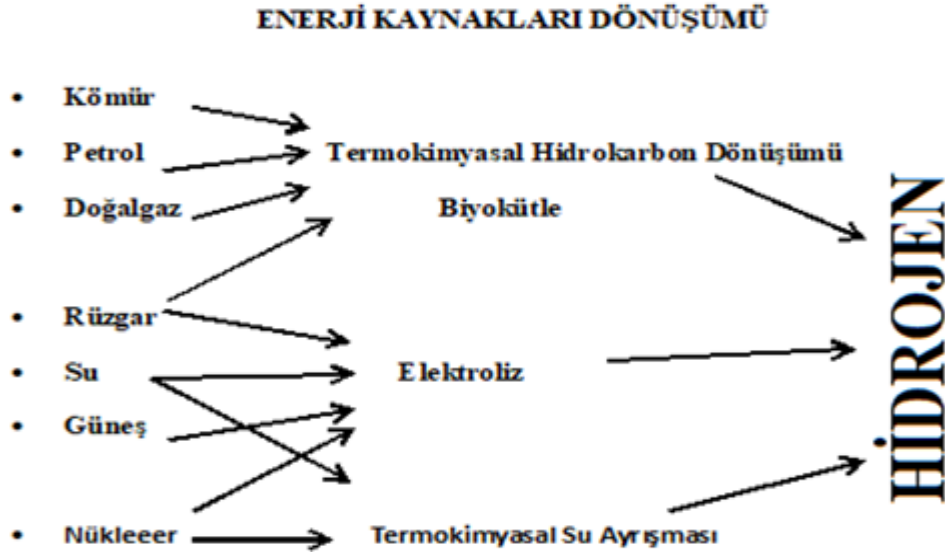 ENERJİ KAYNAKLARI DÖNÜŞÜMÜ
• Kömür
• Petrol
Termokimyasal Hidrokarbon Dönüşümü
• Doğalgaz
Biyokütle
• Rüzgar
• Su
Elektroliz
• Güneş
• Nükleeer
Termokimyasal Su Ayrışması
HİDROJEN